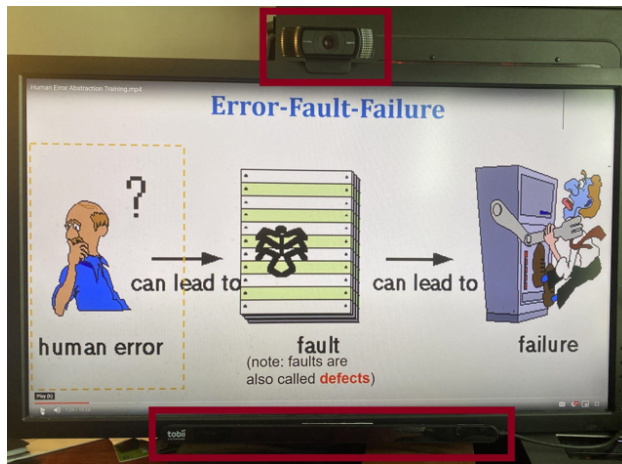 Human Error Abstraction Training.mp4
Error-Fault-Failure
?
can lead to
can lead to
human error
fault
failure
(note: faults are
also called defects)
Play (k)
tobii